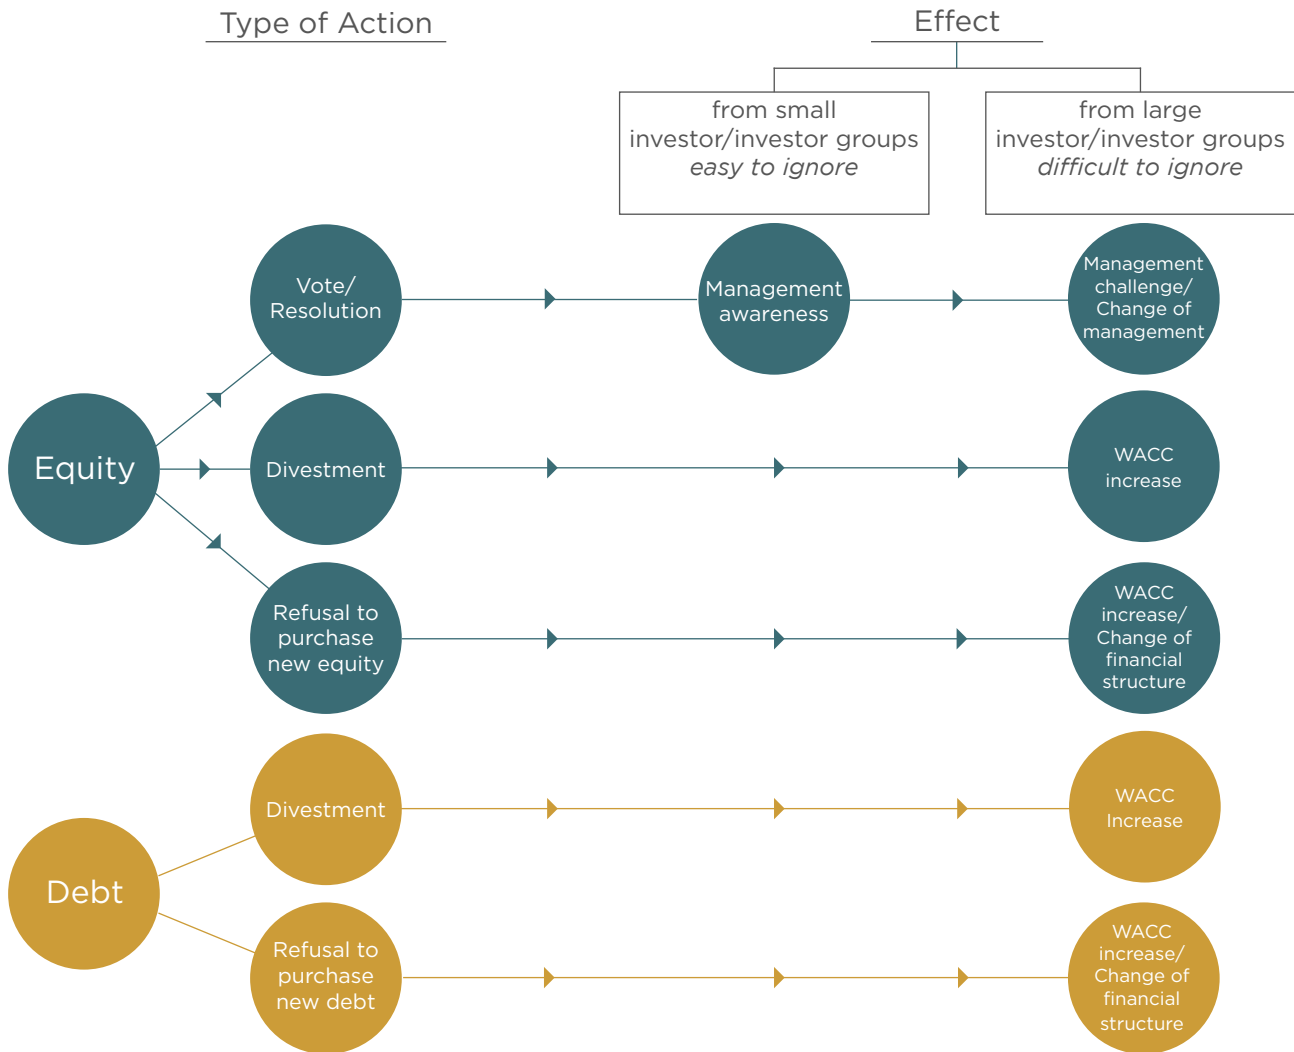 Type of Action
Effect
from small
investor/investor groups
easy to ignore
from large
investor/investor groups
difficult to ignore
Equity
Vote/
Resolution
Management
awareness
Management
challenge/
Change of
management
Divestment
WACC
increase
Refusal to
purchase
new equity
WACC
increase/
Change of
financial
structure
Debt
Divestment
WACC
Increase
Refusal to
purchase
new debt
WACC
increase/
Change of
financial
structure